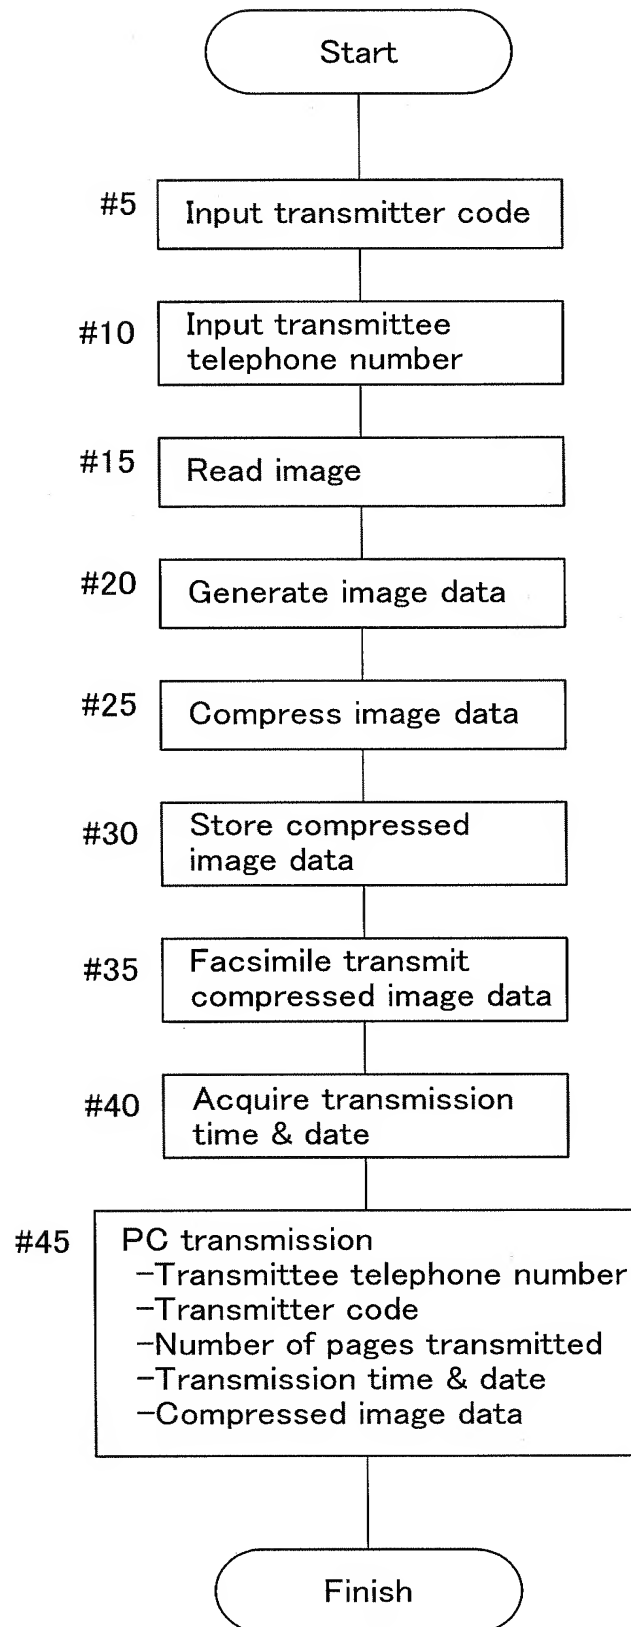 Start
#5
Input transmitter code
#10
Input transmittee
telephone number
#15
Read image
#20
Generate image data
#25
Compress image data
#30
Store compressed
image data
#35
Facsimile transmit
compressed image data
#40
Acquire transmission
time & date
#45
PC transmission
-Transmittee telephone number
-Transmitter code
-Number of pages transmitted
-Transmission time & date
-Compressed image data
Finish